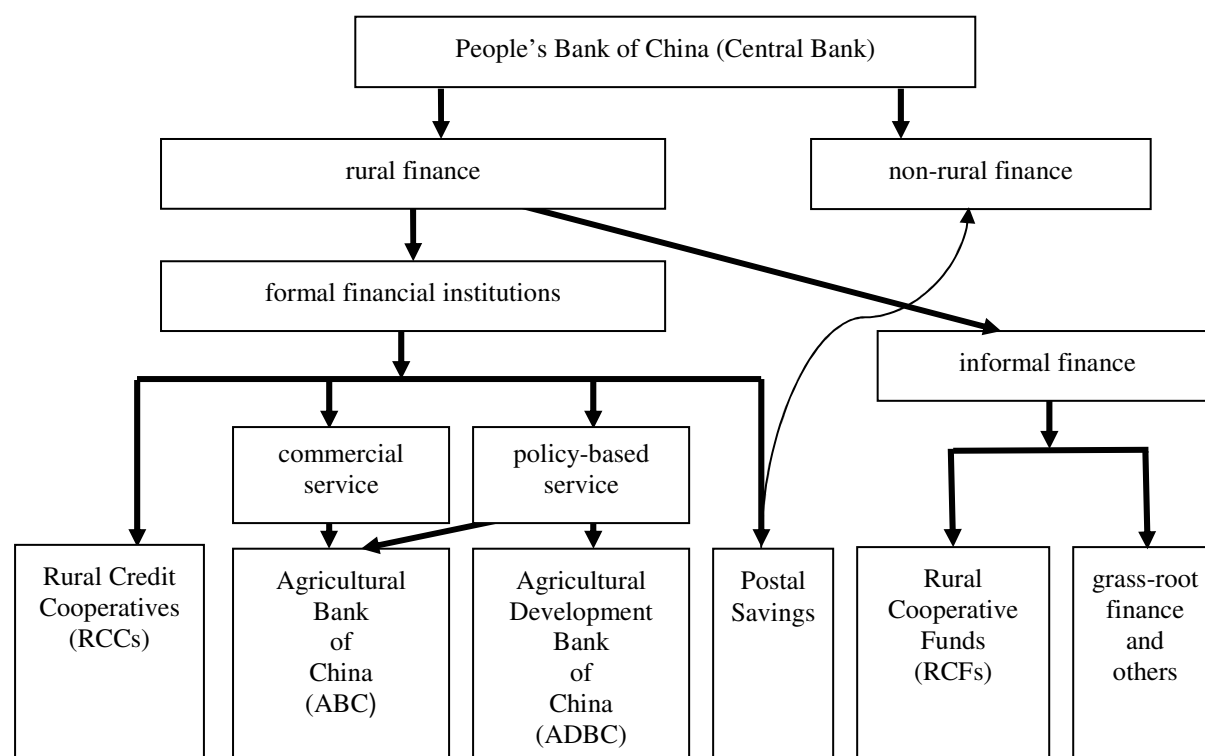 People’s Bank of China (Central Bank)
rural finance
non-rural finance
formal financial institutions
informal finance
commercial
service
policy-based
service
Rural Credit
Cooperatives
(RCCs)
Agricultural
Bank
of
China
(ABC)
Agricultural
Development
Bank
of
China
(ADBC)
Postal
Savings
Rural
Cooperative
Funds
(RCFs)
grass-root
finance
and
others